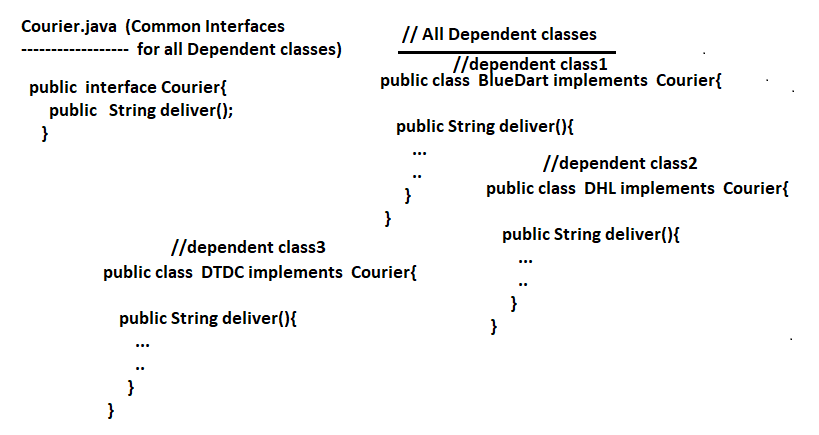 Courier.java (Common Interfaces
------------------ for all Dependent classes)
public interface Courier{
public String deliver();
}
// All Dependent classes
//dependent class1
public class BlueDart implements Courier{
public String deliver(){
...
..
}
}
//dependent class2
public class DHL implements Courier{
public String deliver(){
...
..
}
}
//dependent class3
public class DTDC implements Courier{
public String deliver(){
...
..
}
}